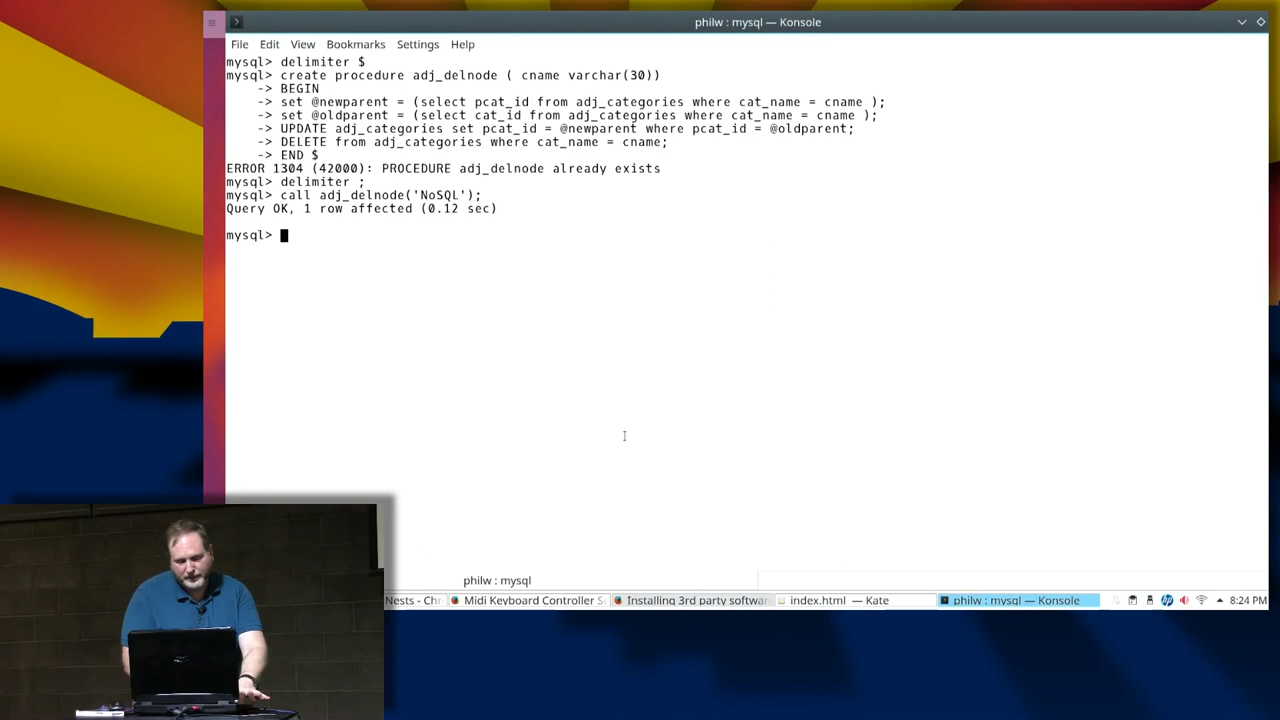 philw : mysql — Konsole
File Edit View Bookmarks Settings Help
mysql> delimiter $
mysql> create procedure adj_delnode ( cname varchar(30))
-> BEGIN
-> set @newparent = (select pcat_id from adj_categories where cat_name = cname );
-> set @oldparent = (select cat_id from adj_categories where cat_name = cname );
-> UPDATE adj_categories set pcat_id = @newparent where pcat_id = @oldparent;
-> DELETE from adj_categories where cat_name = cname;
-> END $
ERROR 1304 (42000): PROCEDURE adj_delnode already exists
mysql> delimiter ;
mysql> call adj_delnode('NoSQL');
Query OK, 1 row affected (0.12 sec)
mysql>
philw : mysql
Nests - Chr Midi Keyboard Controller S Installing 3rd party softwa index.html — Kate philw : mysql — Konsole 8:24 PM